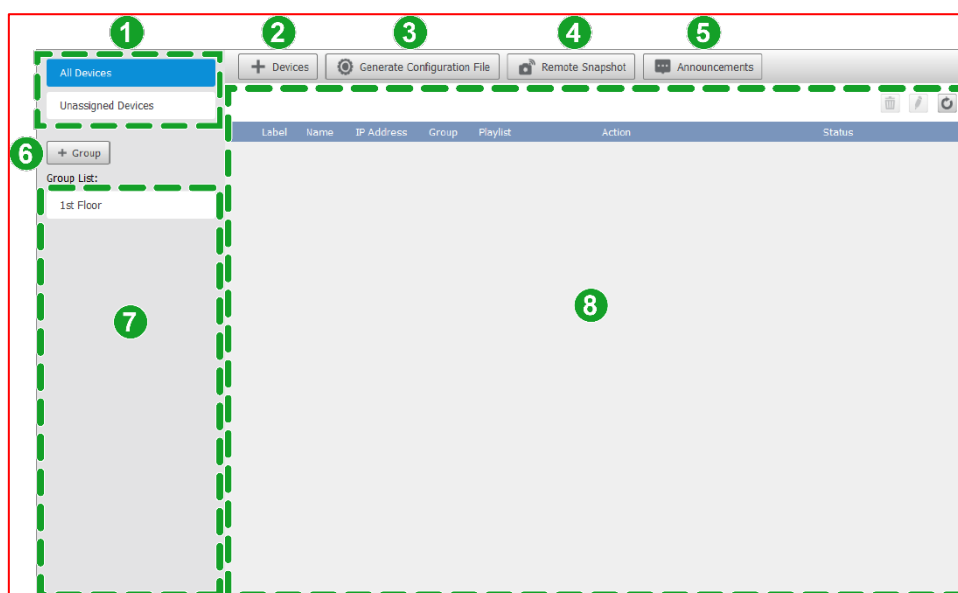 1 2 3 4 5
All Devices
Devices Generate Configuration File Remote Snapshot Announcements
Unassigned Devices
Label Name IP Address Group Playlist Action Status
6 + Group
Group List:
1st Floor
7 8